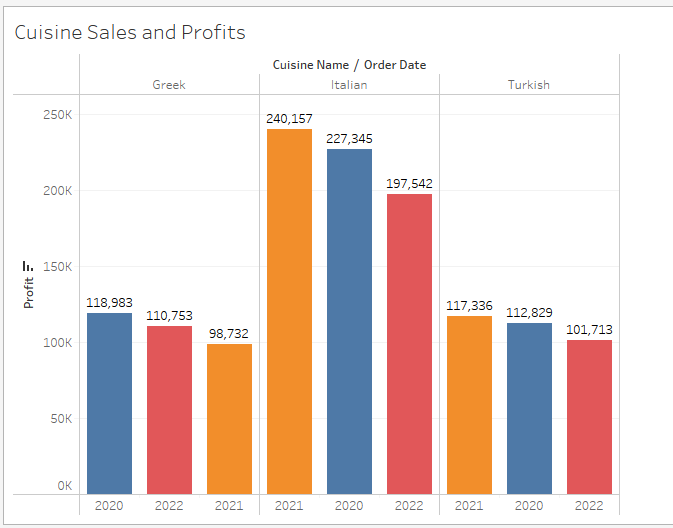 Cuisine Sales and Profits
Cuisine Name / Order Date
Greek Italian Turkish
Profit
250K
200K
150K
100K
50K
0K
118,983 110,753 98,732
240,157 227,345 197,542
117,336 112,829 101,713
2020 2022 2021 2021 2020 2022 2021 2020 2022